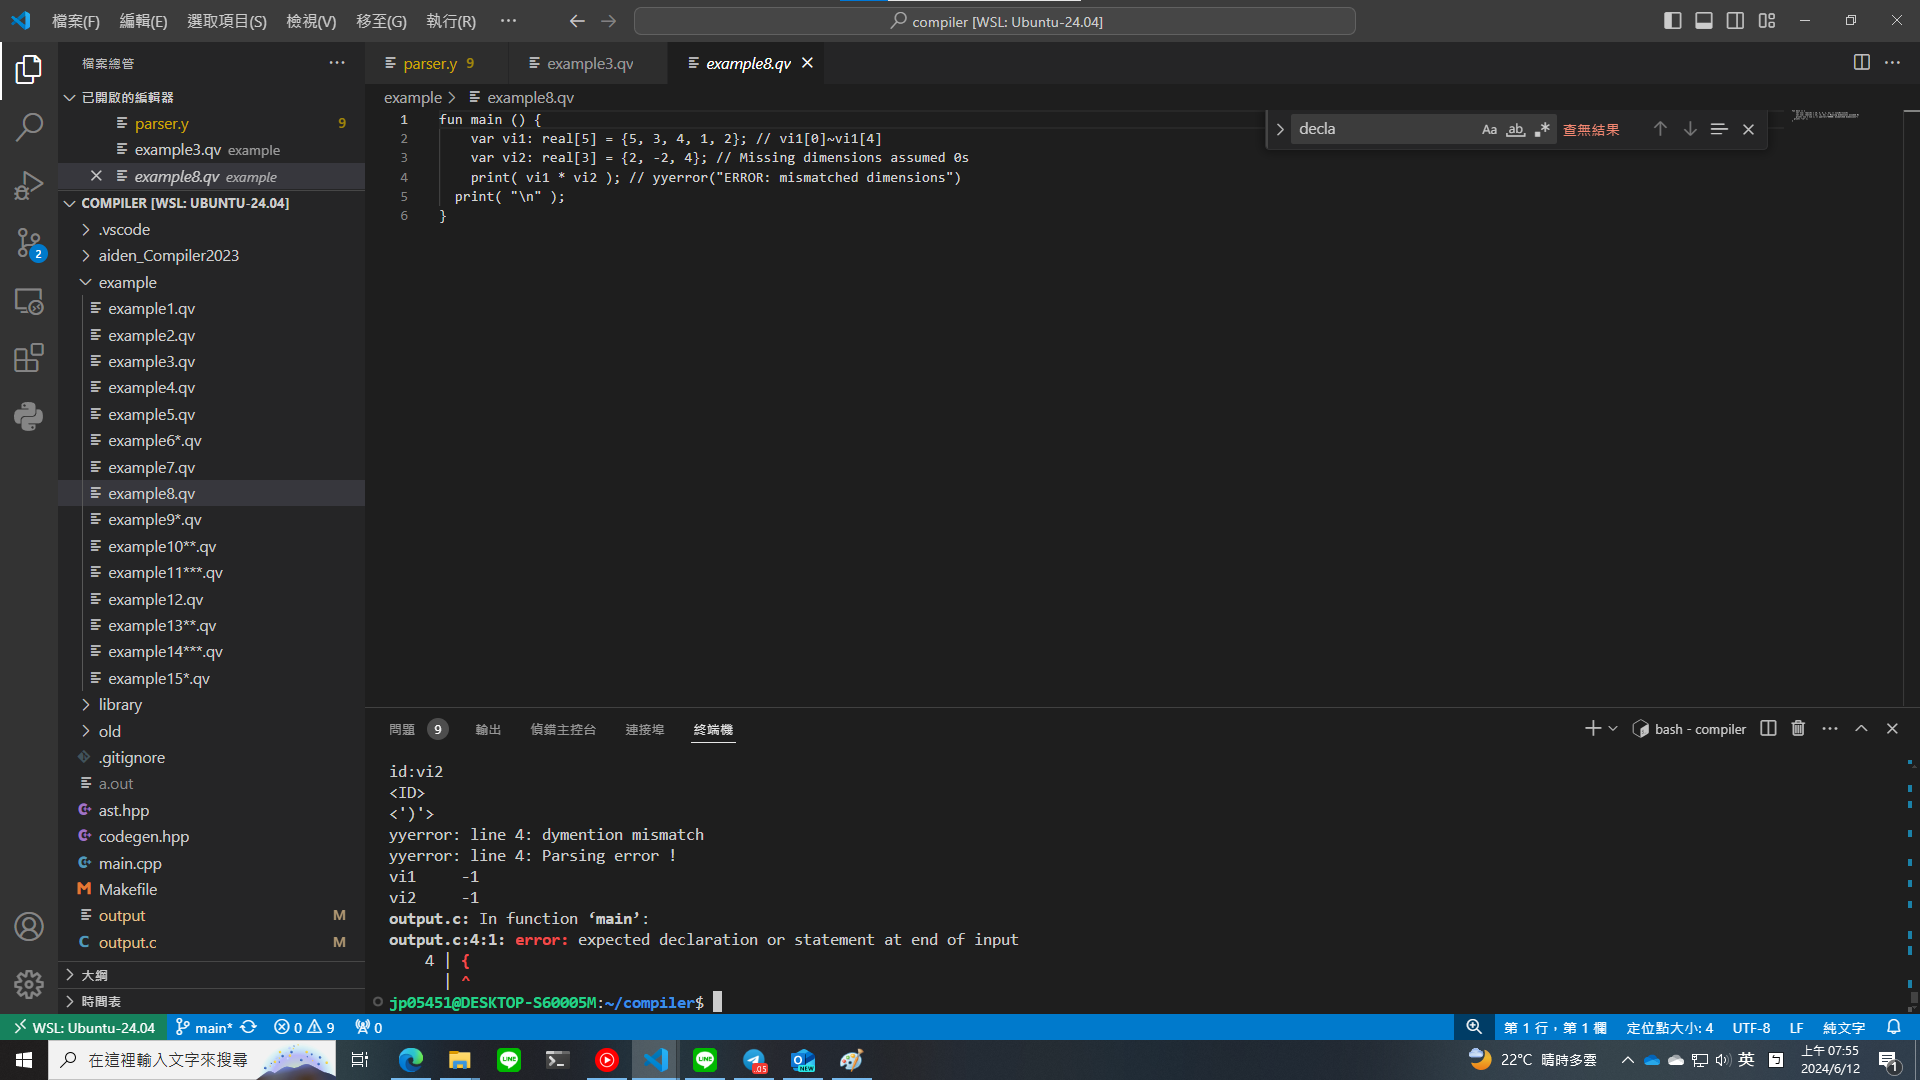 檔案(F) 編輯(E) 選取項目(S) 檢視(V) 移至(G) 執行(R) ···
compiler [WSL: Ubuntu-24.04]
檔案總管
已開啟的編輯器
parser.y 9
example3.qv example
example8.qv example
COMPILER [WSL: UBUNTU-24.04]
.vscode
aiden_Compiler2023
example
example1.qv
example2.qv
example3.qv
example4.qv
example5.qv
example6*.qv
example7.qv
example8.qv
example9*.qv
example10**.qv
example11***.qv
example12.qv
example13**.qv
example14***.qv
example15*.qv
library
old
.gitignore
a.out
ast.hpp
codegen.hpp
main.cpp
Makefile
output M
output.c M
大綱
時間表
2
parser.y 9 example3.qv example8.qv
example > example8.qv
1 fun main () {
2 var vi1: real[5] = {5, 3, 4, 1, 2}; // vi1[0]~vi1[4]
3 var vi2: real[3] = {2, -2, 4}; // Missing dimensions assumed 0s
4 print( vi1 * vi2 ); // yyerror("ERROR: mismatched dimensions")
5 print( "\n" );
6 }
decla Aa ab 查無結果
問題 9 輸出 偵錯主控台 連接埠 終端機
bash - compiler
id:vi2
<ID>
<')'>
yyerror: line 4: dymention mismatch
yyerror: line 4: Parsing error !
vi1 -1
vi2 -1
output.c: In function ‘main’:
output.c:4:1: error: expected declaration or statement at end of input
4 | {
| ^
jp05451@DESKTOP-S60005M:~/compiler$
WSL: Ubuntu-24.04 main* 0 9 0
第 1 行，第 1 欄 定位點大小: 4 UTF-8 LF 純文字
在這裡輸入文字來搜尋
LINE
LINE
.05
NEW
22°C 晴時多雲
英
上午 07:55
2024/6/12
1